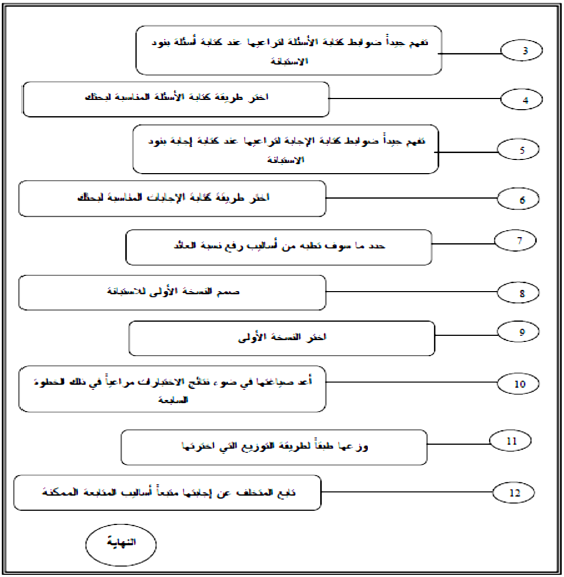 3
تفهم جيداً ضوابط كتابة الأسئلة لتراعيها عند كتابة أسئلة بنود
الاستبانة
4
اختر طريقة كتابة الأسئلة المناسبة لبحثك
5
تفهم جيداً ضوابط كتابة الإجابة لتراعيها عند كتابة إجابة بنود
الاستبانة
6
اختر طريقة كتابة الإجابات المناسبة لبحثك
7
حدد ما سوف تطبه من أساليب رفع نسبة العائد
8
صمم النسخة الأولى للاستبانة
9
اختر النسخة الأولى
10
أعد صياغتها في ضوء نتائج الاختبارات مراعياً في ذلك الخطوة
السابعة
11
وزعها طبقاً لطريقة التوزيع التي اخترتها
12
تابع المتخلف عن إجابتها متبعاً أساليب المتابعة الممكنة
النهاية